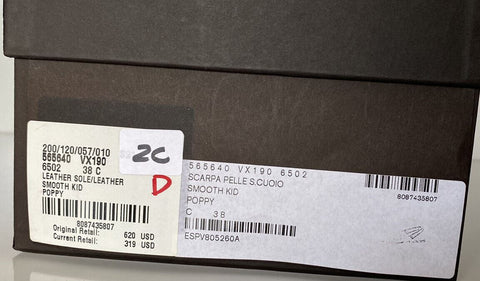 200/120/057/010
565640 VX190
6502 38 C
LEATHER SOLE/LEATHER
SMOOTH KID
POPPY
8087435807
Original Retail: 620 USD
Current Retail: 319 USD
2C
D
565640 VX190 6502
SCARPA PELLE S.CUOIO
SMOOTH KID
POPPY
C 38
ESPV805260A
8087435807